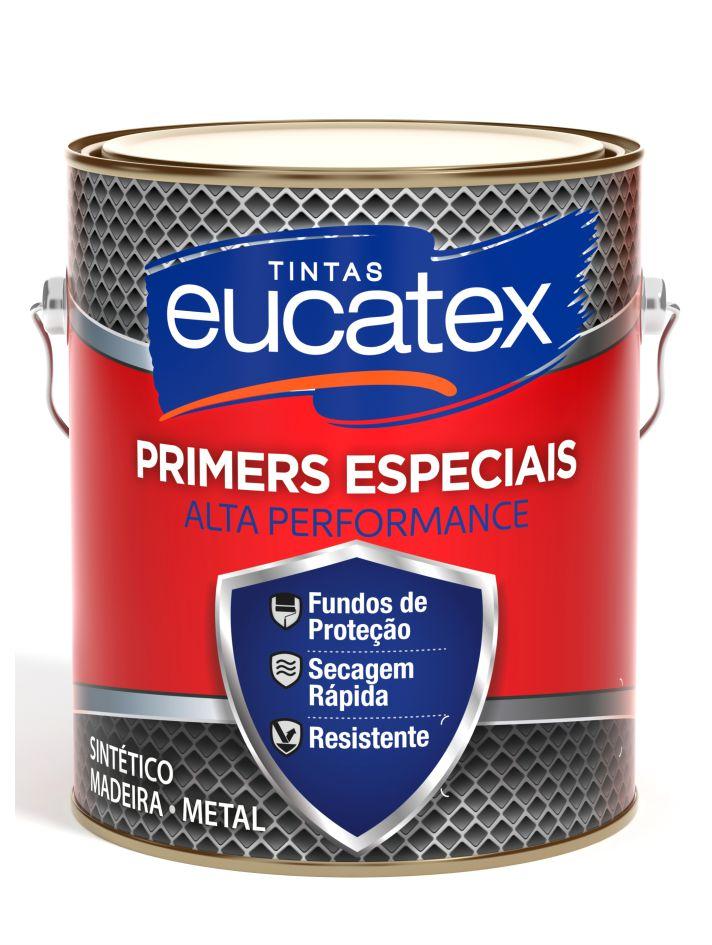 TINTAS
eucatex
PRIMERS ESPECIAIS
ALTA PERFORMANCE
Fundos de
Proteção
Secagem
Rápida
Resistente
SINTÉTICO
MADEIRA • METAL